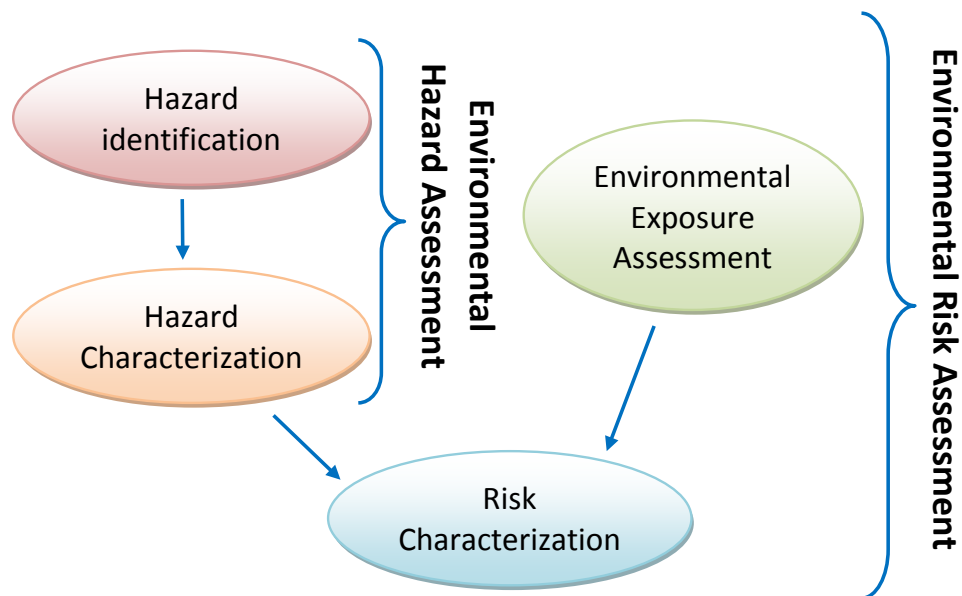 Hazard
identification
Hazard
Characterization
Environmental
Hazard Assessment
Environmental
Exposure
Assessment
Risk
Characterization
Environmental Risk Assessment